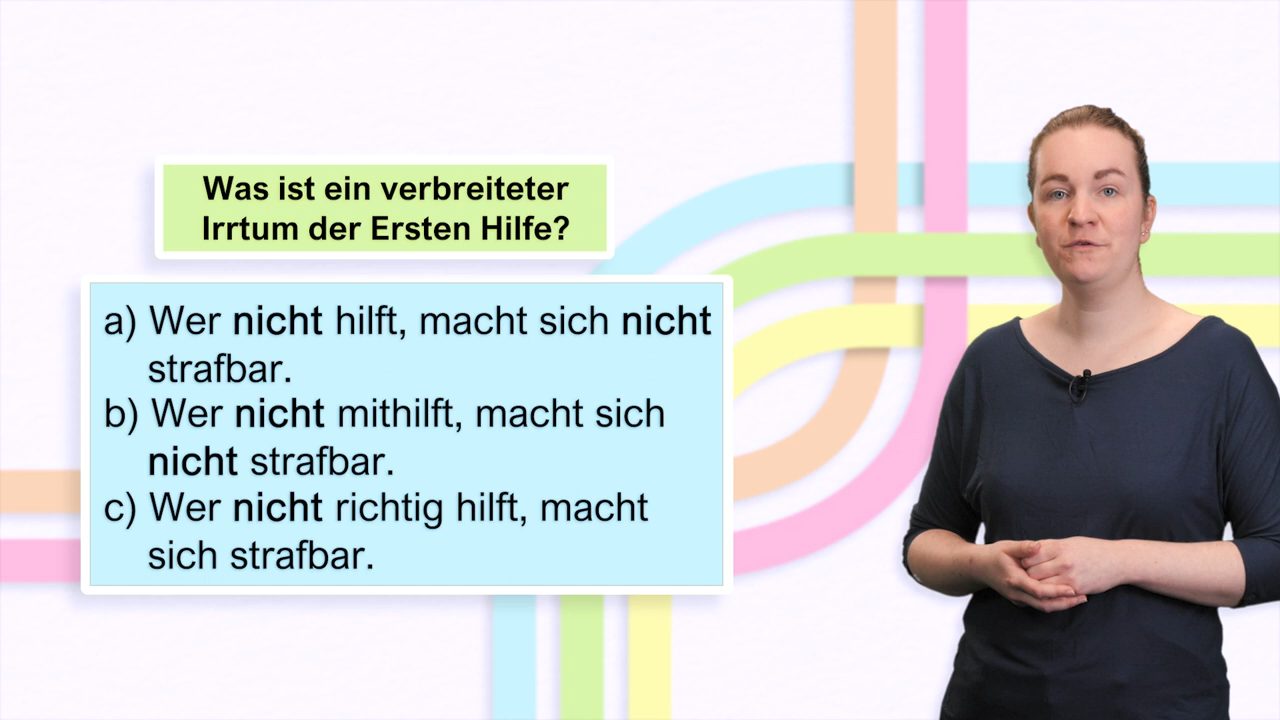 Was ist ein verbreiteter
Irrtum der Ersten Hilfe?
a) Wer nicht hilft, macht sich nicht
strafbar.
b) Wer nicht mithilft, macht sich
nicht strafbar.
c) Wer nicht richtig hilft, macht
sich strafbar.